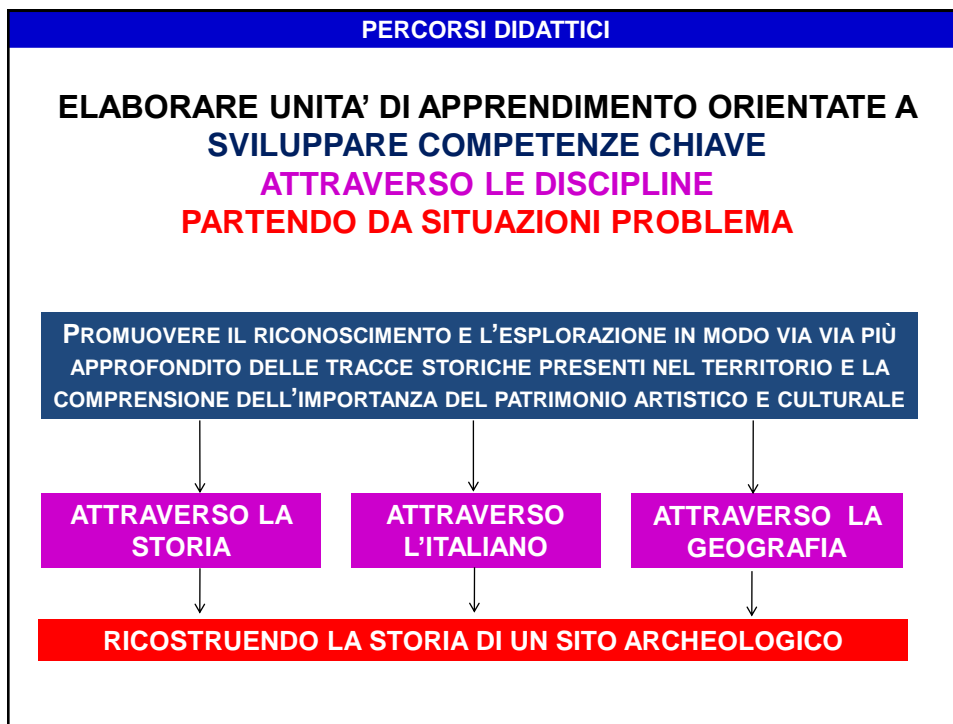 PERCORSI DIDATTICI
ELABORARE UNITA’ DI APPRENDIMENTO ORIENTATE A
SVILUPPARE COMPETENZE CHIAVE
ATTRAVERSO LE DISCIPLINE
PARTENDO DA SITUAZIONI PROBLEMA
PROMUOVERE IL RICONOSCIMENTO E L’ESPLORAZIONE IN MODO VIA VIA PIÙ
APPROFONDITO DELLE TRACCE STORICHE PRESENTI NEL TERRITORIO E LA
COMPRENSIONE DELL’IMPORTANZA DEL PATRIMONIO ARTISTICO E CULTURALE
ATTRAVERSO LA
STORIA
ATTRAVERSO
L’ITALIANO
ATTRAVERSO LA
GEOGRAFIA
RICOSTRUENDO LA STORIA DI UN SITO ARCHEOLOGICO